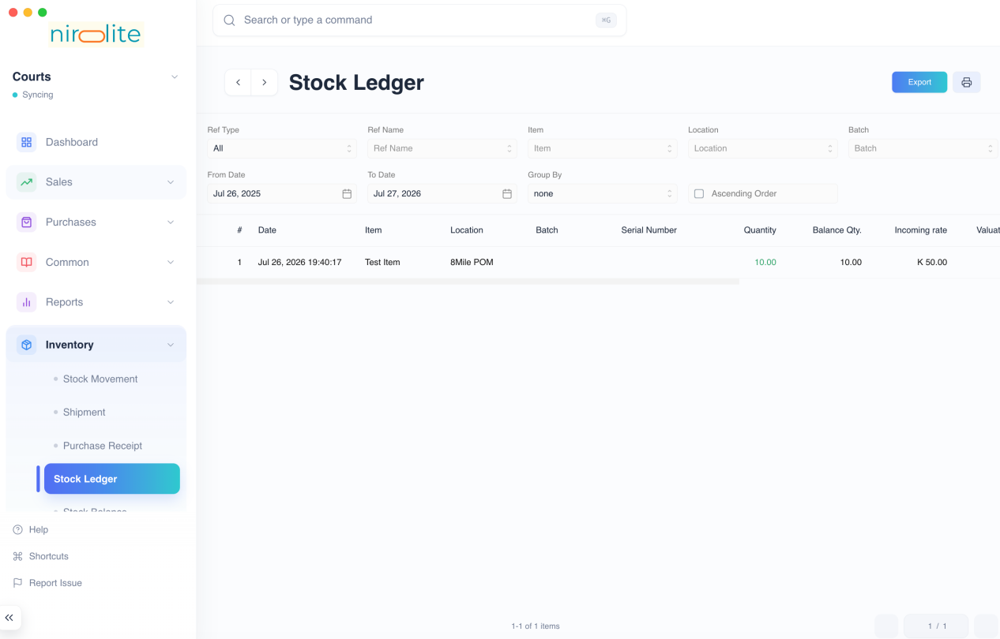 nirolite
Search or type a command
⌘G
Courts
Syncing
Stock Ledger
Export
Dashboard
Sales
Purchases
Common
Reports
Inventory
Stock Movement
Shipment
Purchase Receipt
Stock Ledger
Stock Balance
Help
Shortcuts
Report Issue
Ref Type
Ref Name
Item
Location
Batch
All
Ref Name
Item
Location
Batch
From Date
To Date
Group By
Jul 26, 2025
Jul 27, 2026
none
Ascending Order
# Date Item Location Batch Serial Number Quantity Balance Qty. Incoming rate Valuat
1 Jul 26, 2026 19:40:17 Test Item 8Mile POM 10.00 10.00 K 50.00
1-1 of 1 items
1 / 1